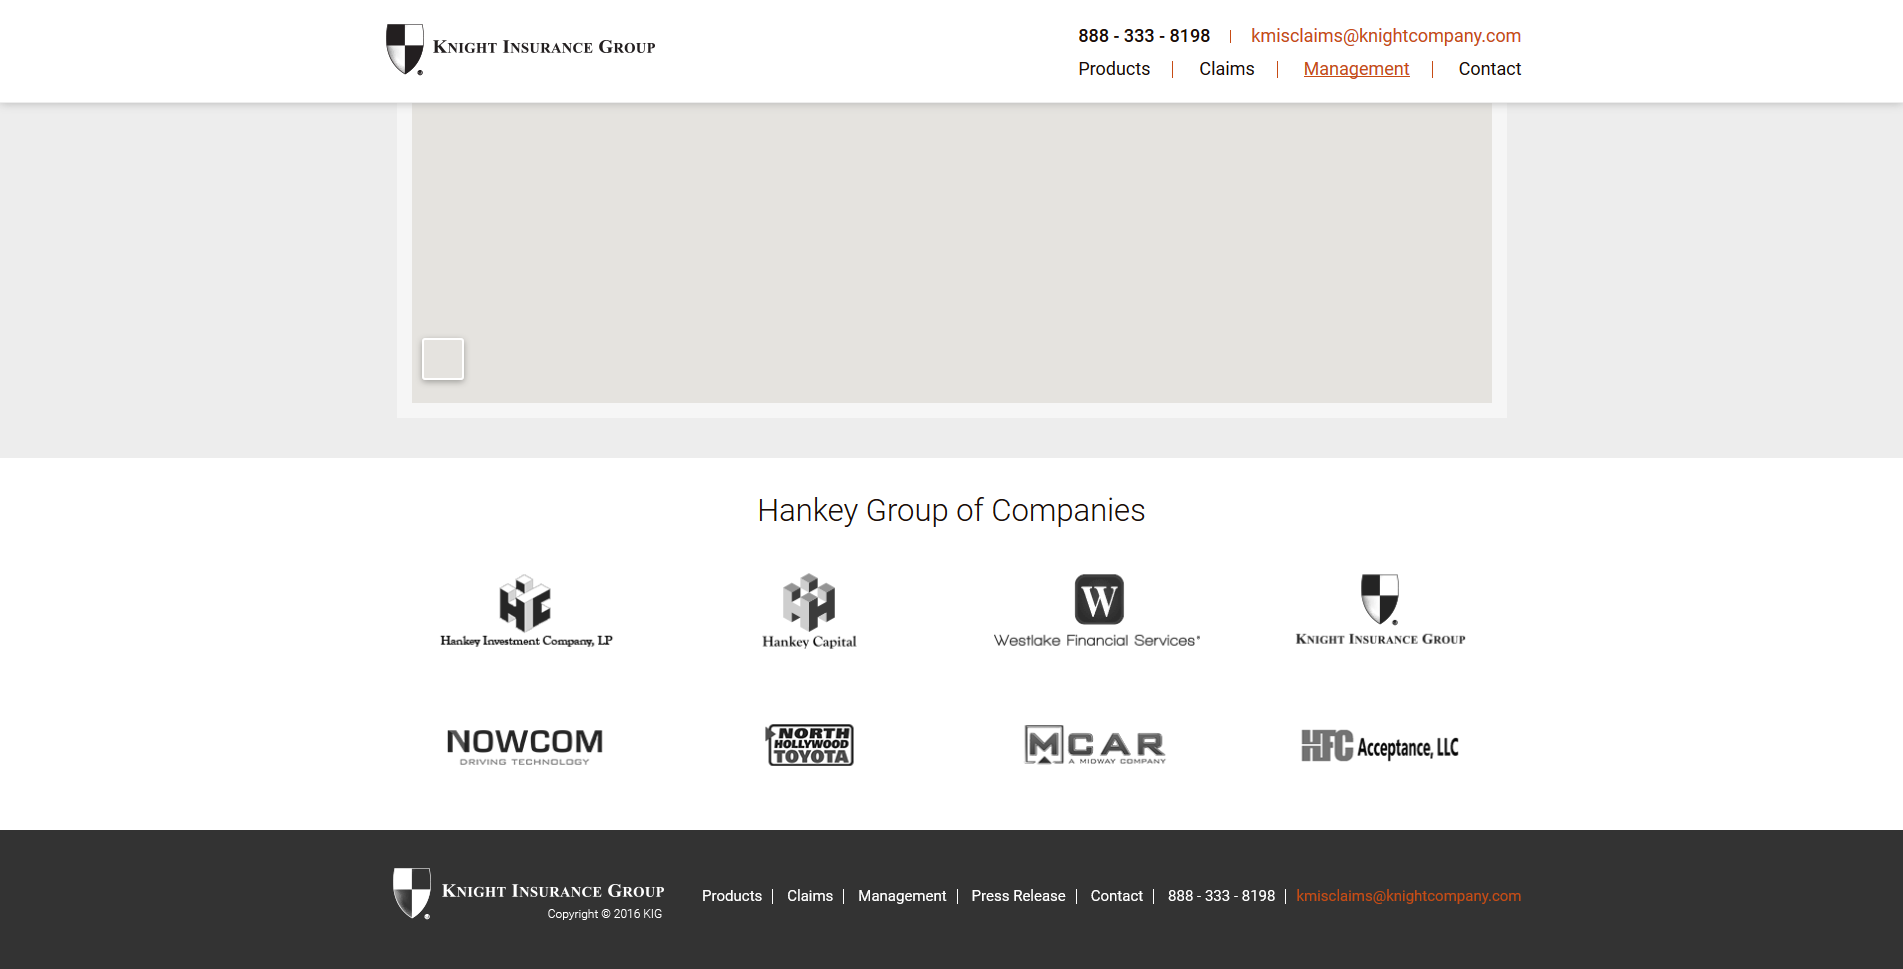 Knight Insurance Group
888 - 333 - 8198 kmisclaims@knightcompany.com
Products Claims Management Contact
Hankey Group of Companies
Hankey Investment Company, LP
Hankey Capital
W
Westlake Financial Services
Knight Insurance Group
NOWCOM
DRIVING TECHNOLOGY
NORTH
HOLLYWOOD
TOYOTA
MCAR
A MIDWAY COMPANY
HFC Acceptance, LLC
Knight Insurance Group
Copyright © 2016 KIG
Products Claims Management Press Release Contact 888 - 333 - 8198 kmisclaims@knightcompany.com